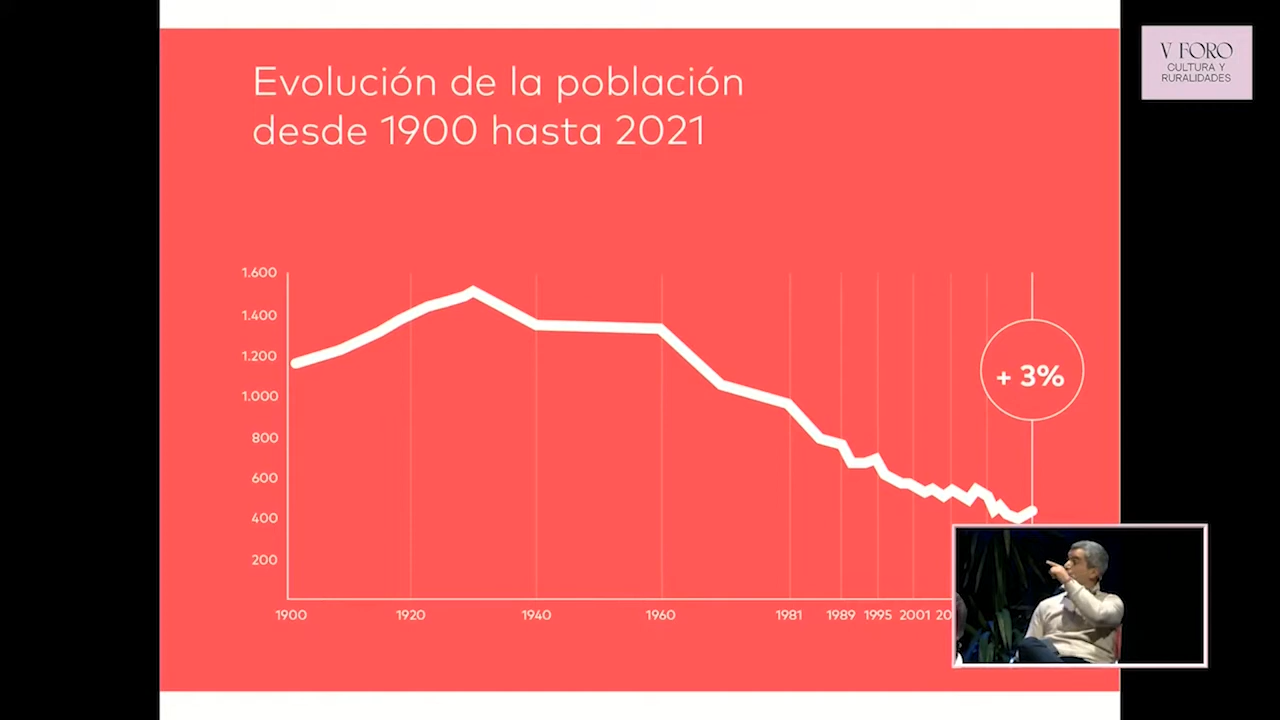 Evolución de la población
desde 1900 hasta 2021
V FORO
CULTURA Y
RURALIDADES
1.600
1.400
1.200
1.000
800
600
400
200
+ 3%
1900 1920 1940 1960 1981 1989 1995 2001